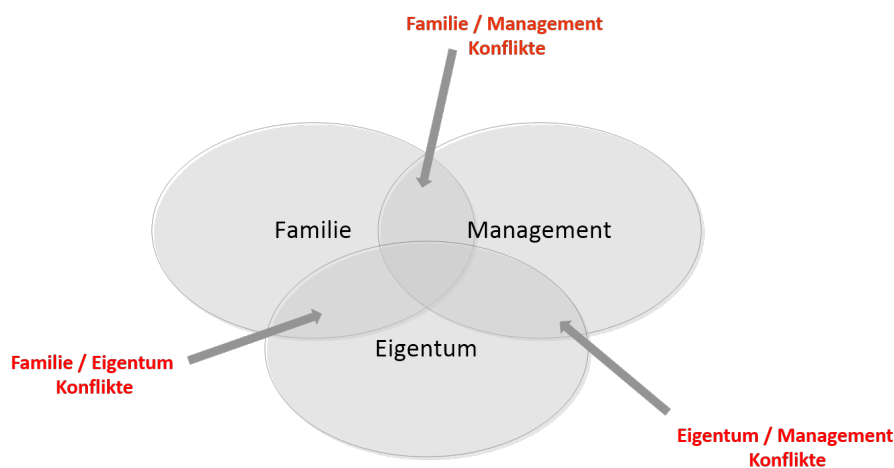 Familie / Management
Konflikte
Familie
Management
Eigentum
Familie / Eigentum
Konflikte
Eigentum / Management
Konflikte